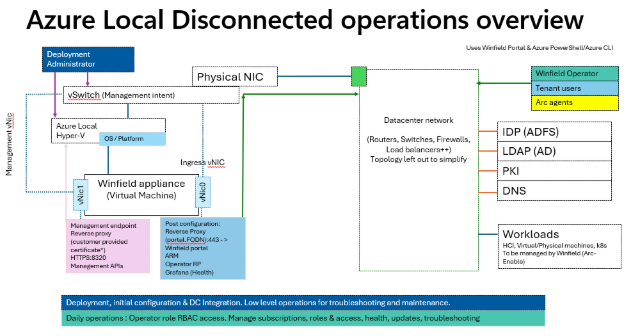 Azure Local Disconnected operations overview
Uses Winfield Portal & Azure PowerShell/Azure CLI
Deployment
Administrator
Physical NIC
vSwitch (Management intent)
Azure Local
Hyper-V
OS / Platform
Management vNic
Ingress vNIC
Winfield appliance
(Virtual Machine)
vNic1
vNic0
Management endpoint
Reverse proxy
(customer provided
certificate*)
HTTPS:8320
Management APIs
Post configuration:
Reverse Proxy
(portal.FQDN):443 - >
Winfield portal
ARM
Operator RP
Grafana (Health)
Datacenter network
(Routers, Switches, Firewalls,
Load balancers++)
Topology left out to simplify
Winfield Operator
Tenant users
Arc agents
IDP (ADFS)
LDAP (AD)
PKI
DNS
Workloads
HCI, Virtual/Physical machines, k8s
To be managed by Winfield (Arc-
Enable)
Deployment, initial configuration & DC Integration. Low level operations for troubleshooting and maintenance.
Daily operations : Operator role RBAC access. Manage subscriptions, roles & access, health, updates, troubleshooting